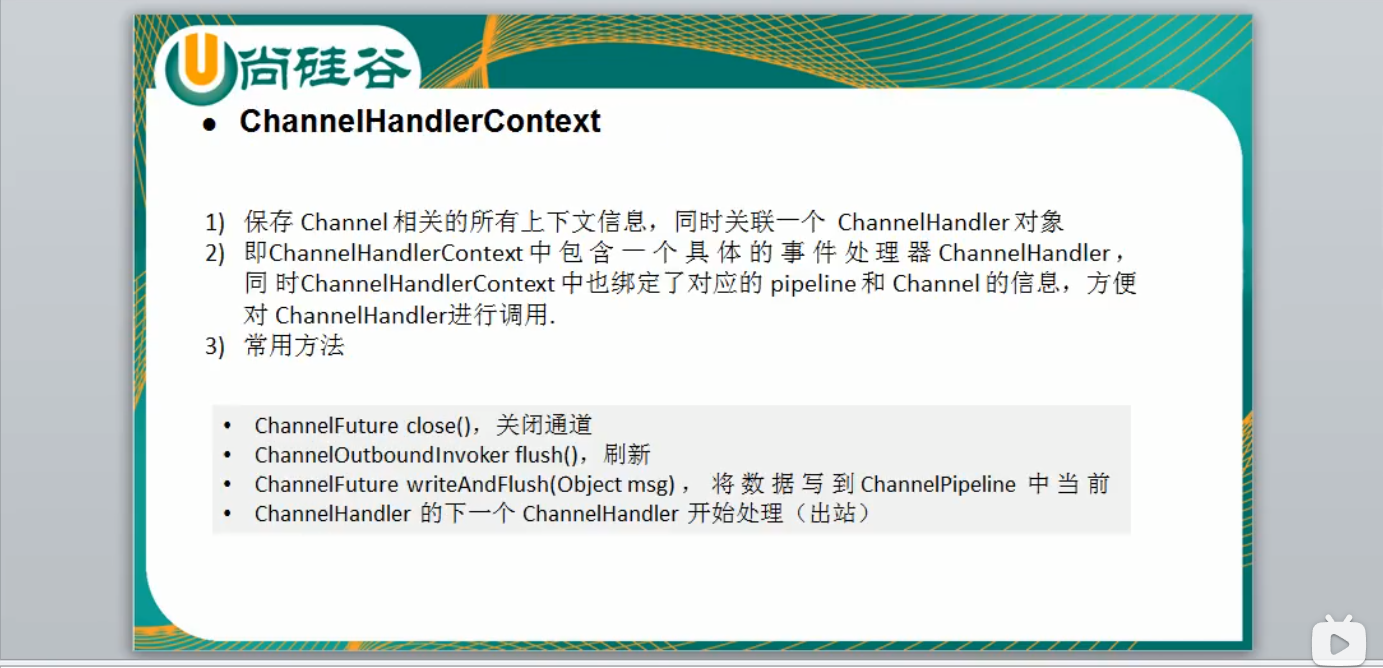 尚硅谷
• ChannelHandlerContext
1) 保存 Channel 相关的所有上下文信息，同时关联一个 ChannelHandler 对象
2) 即ChannelHandlerContext 中 包 含 一 个 具 体 的 事 件 处 理 器 ChannelHandler ，
同 时ChannelHandlerContext 中也绑定了对应的 pipeline 和 Channel 的信息，方便
对 ChannelHandler进行调用.
3) 常用方法
• ChannelFuture close()，关闭通道
• ChannelOutboundInvoker flush()，刷新
• ChannelFuture writeAndFlush(Object msg) ， 将 数 据 写 到 ChannelPipeline 中 当 前
• ChannelHandler 的下一个 ChannelHandler 开始处理（出站）